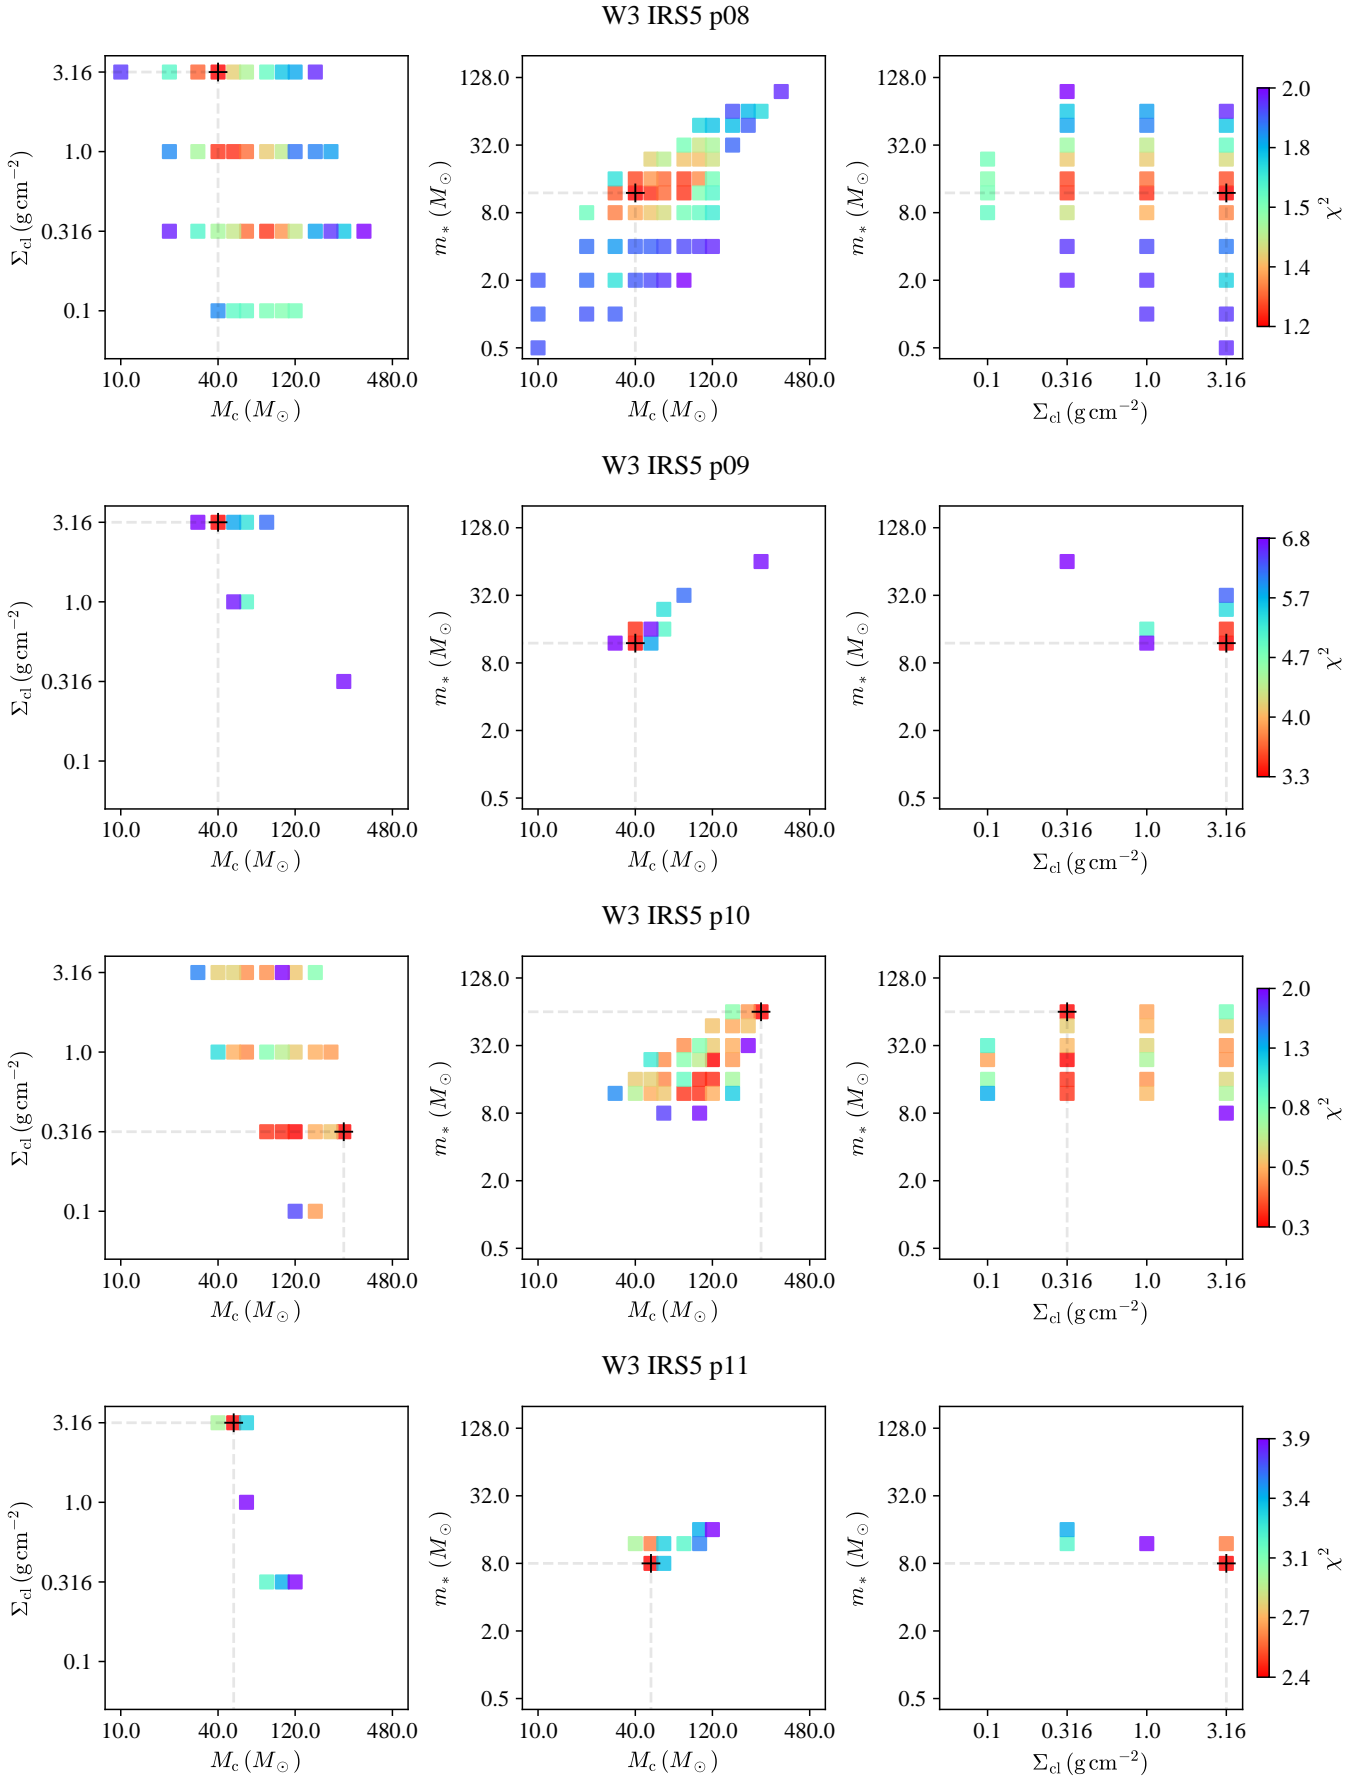 W3 IRS5 p08
3.16
1.0
0.316
0.1
Σcl (g cm⁻²)
10.0 40.0 120.0 480.0
Mc (M⊙)
128.0
32.0
8.0
2.0
0.5
m* (M⊙)
10.0 40.0 120.0 480.0
Mc (M⊙)
128.0
32.0
8.0
2.0
0.5
m* (M⊙)
0.1 0.316 1.0 3.16
Σcl (g cm⁻²)
2.0
1.8
1.5
1.4
1.2
χ²
W3 IRS5 p09
3.16
1.0
0.316
0.1
Σcl (g cm⁻²)
10.0 40.0 120.0 480.0
Mc (M⊙)
128.0
32.0
8.0
2.0
0.5
m* (M⊙)
10.0 40.0 120.0 480.0
Mc (M⊙)
128.0
32.0
8.0
2.0
0.5
m* (M⊙)
0.1 0.316 1.0 3.16
Σcl (g cm⁻²)
6.8
5.7
4.7
4.0
3.3
χ²
W3 IRS5 p10
3.16
1.0
0.316
0.1
Σcl (g cm⁻²)
10.0 40.0 120.0 480.0
Mc (M⊙)
128.0
32.0
8.0
2.0
0.5
m* (M⊙)
10.0 40.0 120.0 480.0
Mc (M⊙)
128.0
32.0
8.0
2.0
0.5
m* (M⊙)
0.1 0.316 1.0 3.16
Σcl (g cm⁻²)
2.0
1.3
0.8
0.5
0.3
χ²
W3 IRS5 p11
3.16
1.0
0.316
0.1
Σcl (g cm⁻²)
10.0 40.0 120.0 480.0
Mc (M⊙)
128.0
32.0
8.0
2.0
0.5
m* (M⊙)
10.0 40.0 120.0 480.0
Mc (M⊙)
128.0
32.0
8.0
2.0
0.5
m* (M⊙)
0.1 0.316 1.0 3.16
Σcl (g cm⁻²)
3.9
3.4
3.1
2.7
2.4
χ²